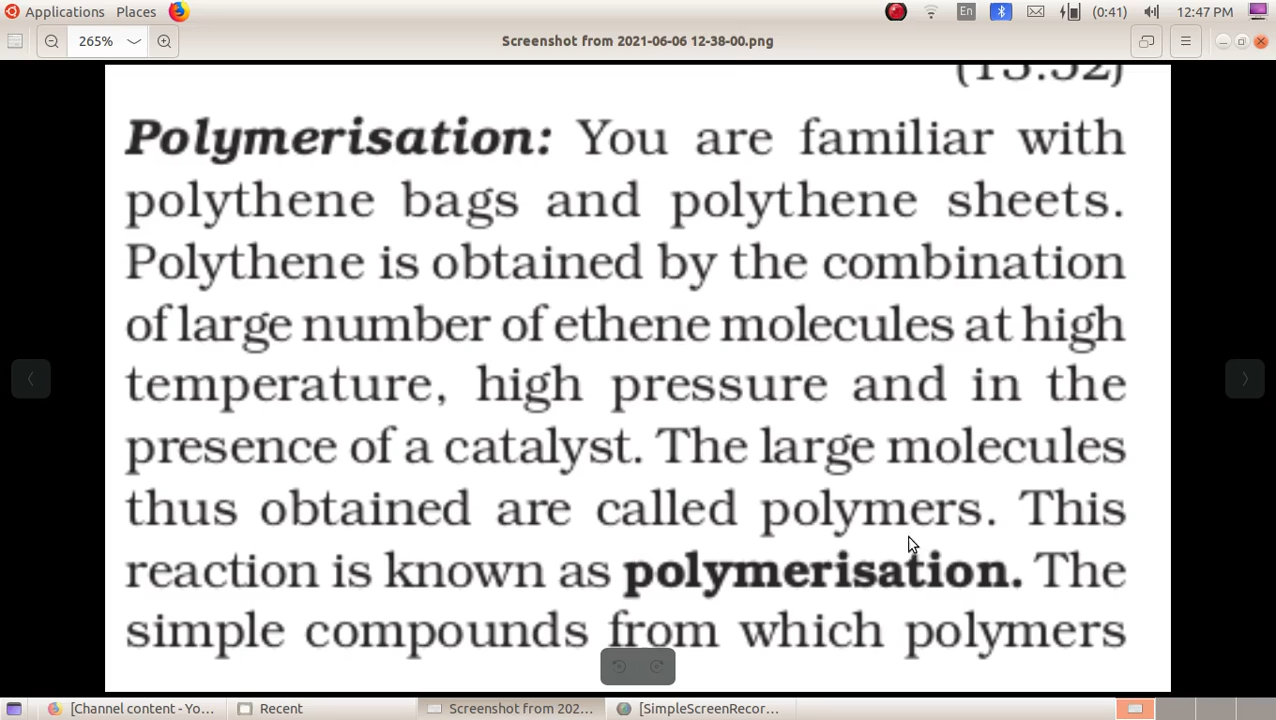 Applications Places En (0:41) 12:47 PM
265% Screenshot from 2021-06-06 12-38-00.png
(13.52)
Polymerisation: You are familiar with
polythene bags and polythene sheets.
Polythene is obtained by the combination
of large number of ethene molecules at high
temperature, high pressure and in the
presence of a catalyst. The large molecules
thus obtained are called polymers. This
reaction is known as polymerisation. The
simple compounds from which polymers
[Channel content - Yo... Recent Screenshot from 202... [SimpleScreenRecor...